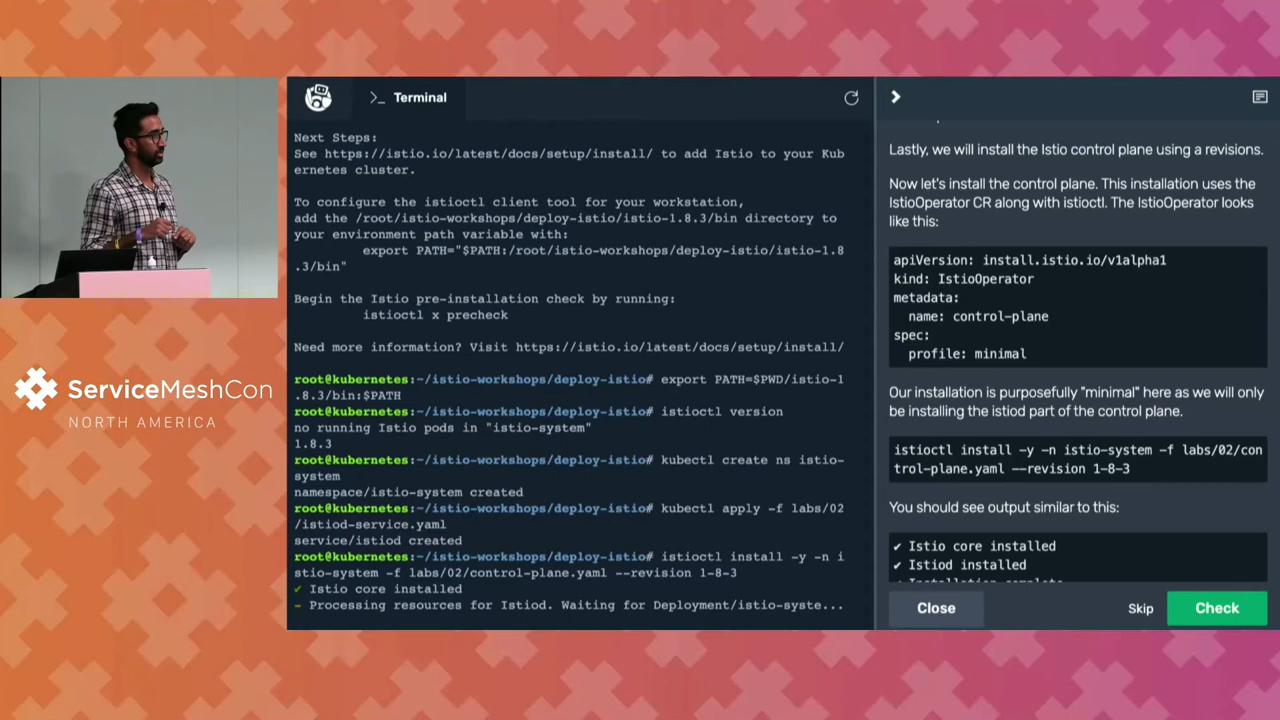 ServiceMeshCon
NORTH AMERICA
>_ Terminal
Next Steps:
See https://istio.io/latest/docs/setup/install/ to add Istio to your Kub
ernetes cluster.
To configure the istioctl client tool for your workstation,
add the /root/istio-workshops/deploy-istio/istio-1.8.3/bin directory to
your environment path variable with:
export PATH="$PATH:/root/istio-workshops/deploy-istio/istio-1.8
.3/bin"
Begin the Istio pre-installation check by running:
istioctl x precheck
Need more information? Visit https://istio.io/latest/docs/setup/install/
root@kubernetes:~/istio-workshops/deploy-istio# export PATH=$PWD/istio-1
.8.3/bin:$PATH
root@kubernetes:~/istio-workshops/deploy-istio# istioctl version
no running Istio pods in "istio-system"
1.8.3
root@kubernetes:~/istio-workshops/deploy-istio# kubectl create ns istio-
system
namespace/istio-system created
root@kubernetes:~/istio-workshops/deploy-istio# kubectl apply -f labs/02
/istiod-service.yaml
service/istiod created
root@kubernetes:~/istio-workshops/deploy-istio# istioctl install -y -n i
stio-system -f labs/02/control-plane.yaml --revision 1-8-3
✔ Istio core installed
- Processing resources for Istiod. Waiting for Deployment/istio-syste...
Lastly, we will install the Istio control plane using a revisions.
Now let's install the control plane. This installation uses the
IstioOperator CR along with istioctl. The IstioOperator looks
like this:
apiVersion: install.istio.io/v1alpha1
kind: IstioOperator
metadata:
name: control-plane
spec:
profile: minimal
Our installation is purposefully "minimal" here as we will only
be installing the istiod part of the control plane.
istioctl install -y -n istio-system -f labs/02/con
trol-plane.yaml --revision 1-8-3
You should see output similar to this:
✔ Istio core installed
✔ Istiod installed
✔ Installation complete
Close
Skip
Check